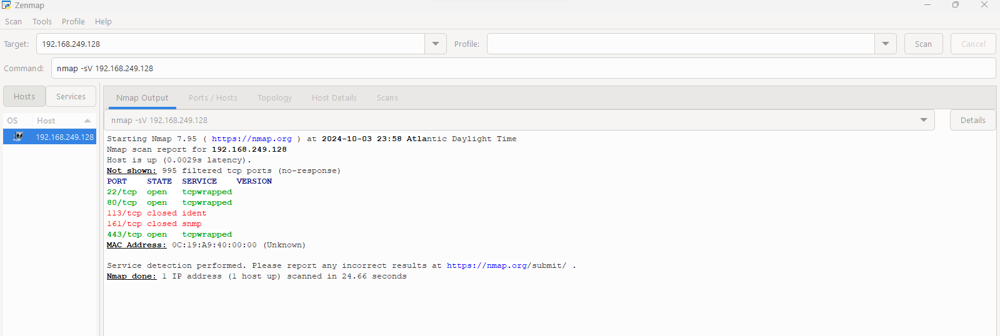 Zenmap
Scan Tools Profile Help
Target: 192.168.249.128 Profile: Scan Cancel
Command: nmap -sV 192.168.249.128
Hosts Services
Nmap Output Ports / Hosts Topology Host Details Scans
OS Host
nmap -sV 192.168.249.128 Details
192.168.249.128
Starting Nmap 7.95 ( https://nmap.org ) at 2024-10-03 23:58 Atlantic Daylight Time
Nmap scan report for 192.168.249.128
Host is up (0.0029s latency).
Not shown: 995 filtered tcp ports (no-response)
PORT STATE SERVICE VERSION
22/tcp open tcpwrapped
80/tcp open tcpwrapped
113/tcp closed ident
161/tcp closed snmp
443/tcp open tcpwrapped
MAC Address: 0C:19:A9:40:00:00 (Unknown)
Service detection performed. Please report any incorrect results at https://nmap.org/submit/ .
Nmap done: 1 IP address (1 host up) scanned in 24.66 seconds